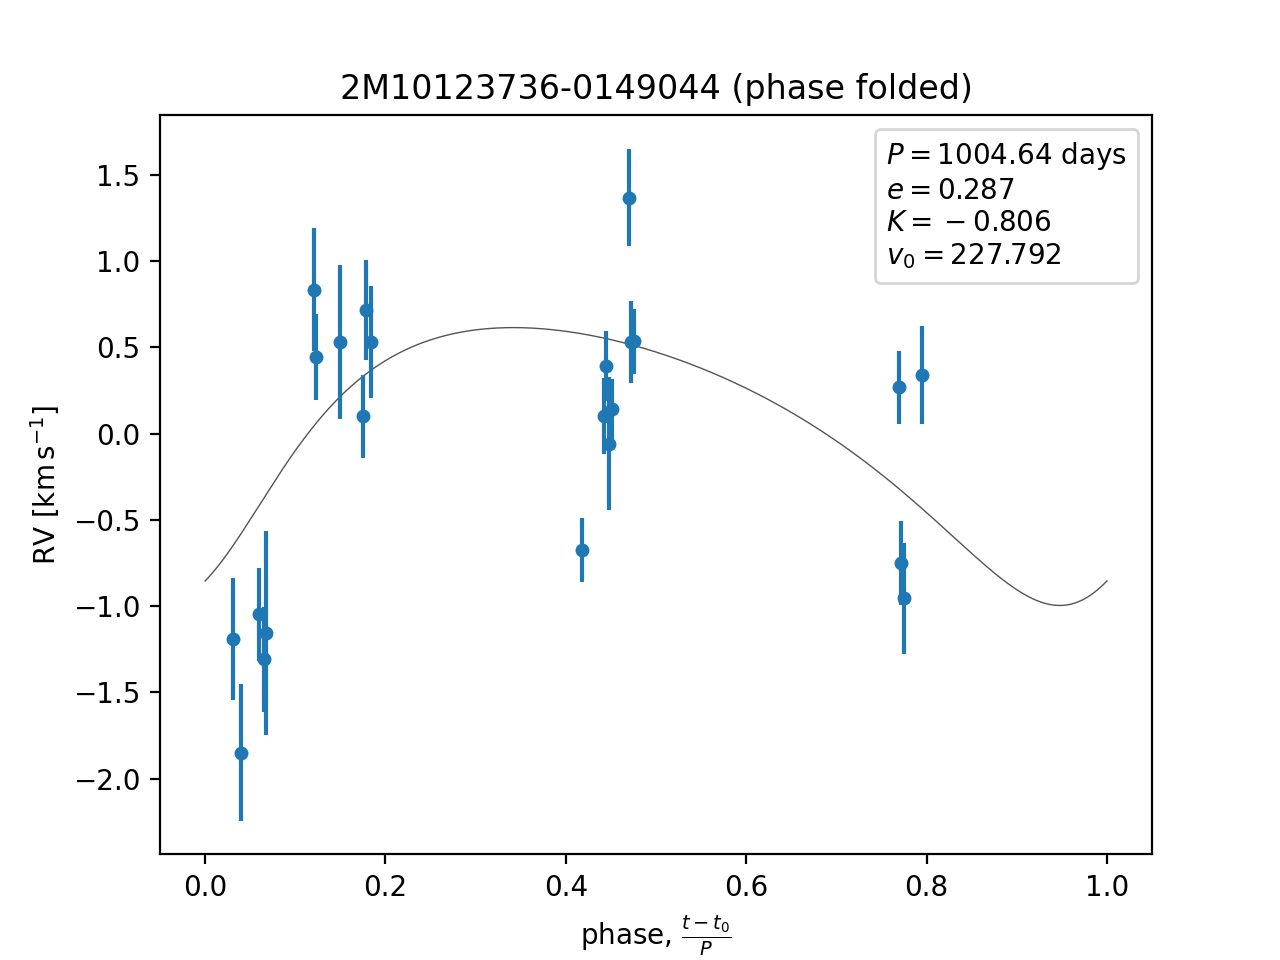 2M10123736-0149044 (phase folded)
P = 1004.64 days
e = 0.287
K = −0.806
v₀ = 227.792
1.5
1.0
0.5
0.0
−0.5
−1.0
−1.5
−2.0
RV [km s⁻¹]
0.0 0.2 0.4 0.6 0.8 1.0
phase, (t − t₀)/P